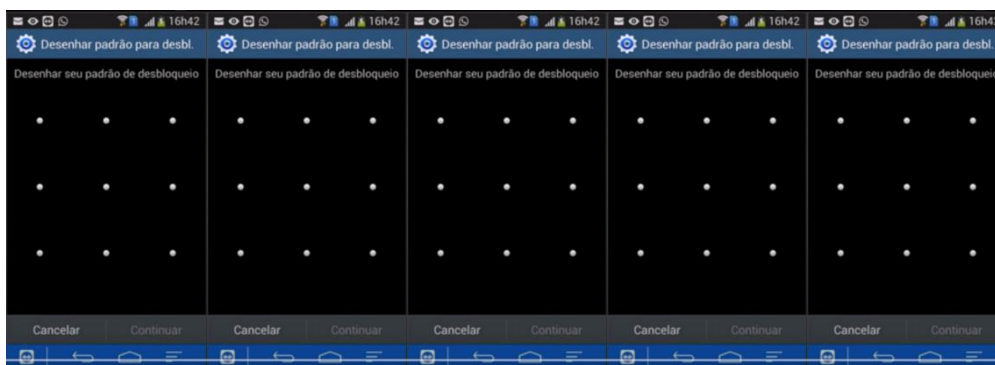 16h42 16h42 16h42 16h42 16h42
Desenhar padrão para desbl. Desenhar padrão para desbl. Desenhar padrão para desbl. Desenhar padrão para desbl. Desenhar padrão para desbl.
Desenhar seu padrão de desbloqueio Desenhar seu padrão de desbloqueio Desenhar seu padrão de desbloqueio Desenhar seu padrão de desbloqueio Desenhar seu padrão de desbloqueio
Cancelar Continuar Cancelar Continuar Cancelar Continuar Cancelar Continuar Cancelar Continuar